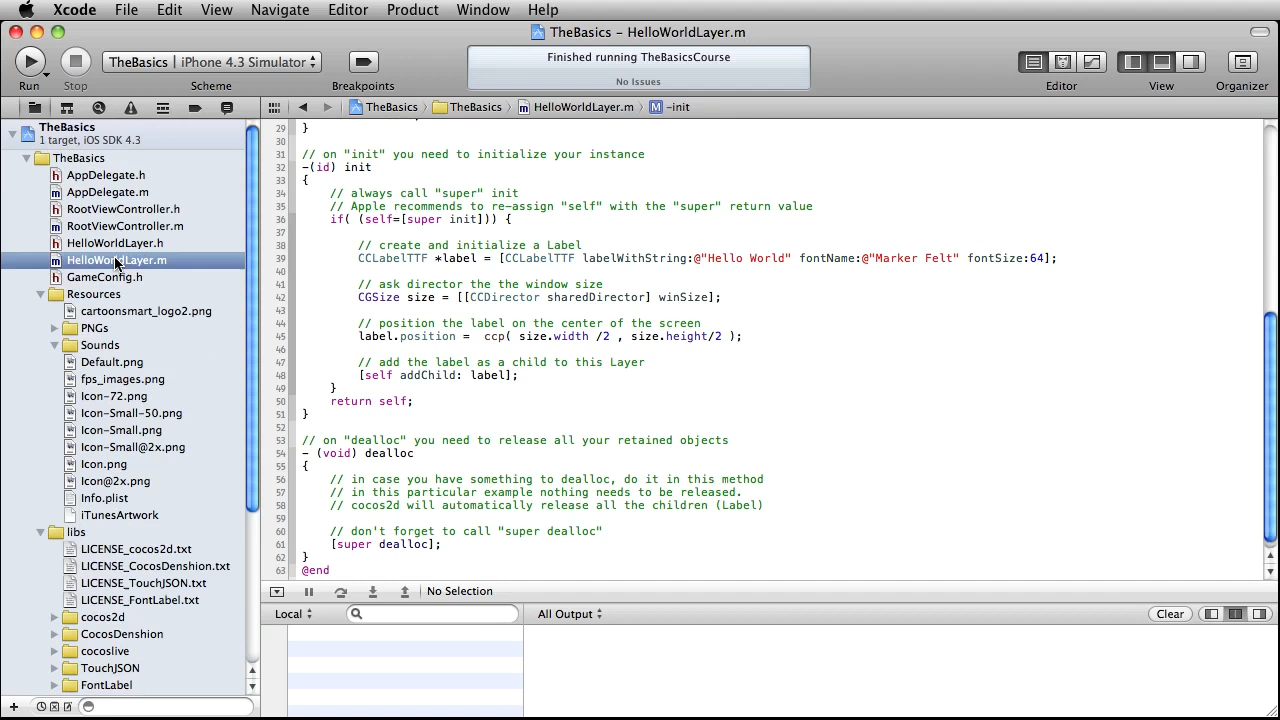 Xcode File Edit View Navigate Editor Product Window Help
TheBasics – HelloWorldLayer.m
TheBasics | iPhone 4.3 Simulator
Finished running TheBasicsCourse
No Issues
Run Stop Scheme Breakpoints Editor View Organizer
TheBasics TheBasics HelloWorldLayer.m M -init
TheBasics
1 target, iOS SDK 4.3
TheBasics
AppDelegate.h
AppDelegate.m
RootViewController.h
RootViewController.m
HelloWorldLayer.h
HelloWorldLayer.m
GameConfig.h
Resources
cartoonsmart_logo2.png
PNGs
Sounds
Default.png
fps_images.png
Icon-72.png
Icon-Small-50.png
Icon-Small.png
Icon-Small@2x.png
Icon.png
Icon@2x.png
Info.plist
iTunesArtwork
libs
LICENSE_cocos2d.txt
LICENSE_CocosDenshion.txt
LICENSE_TouchJSON.txt
LICENSE_FontLabel.txt
cocos2d
CocosDenshion
cocoslive
TouchJSON
FontLabel
29 }
30
31 // on "init" you need to initialize your instance
32 -(id) init
33 {
34 // always call "super" init
35 // Apple recommends to re-assign "self" with the "super" return value
36 if( (self=[super init])) {
37
38 // create and initialize a Label
39 CCLabelTTF *label = [CCLabelTTF labelWithString:@"Hello World" fontName:@"Marker Felt" fontSize:64];
40
41 // ask director the the window size
42 CGSize size = [[CCDirector sharedDirector] winSize];
43
44 // position the label on the center of the screen
45 label.position =  ccp( size.width /2 , size.height/2 );
46
47 // add the label as a child to this Layer
48 [self addChild: label];
49 }
50 return self;
51 }
52
53 // on "dealloc" you need to release all your retained objects
54 - (void) dealloc
55 {
56 // in case you have something to dealloc, do it in this method
57 // in this particular example nothing needs to be released.
58 // cocos2d will automatically release all the children (Label)
59
60 // don't forget to call "super dealloc"
61 [super dealloc];
62 }
63 @end
No Selection
Local All Output Clear